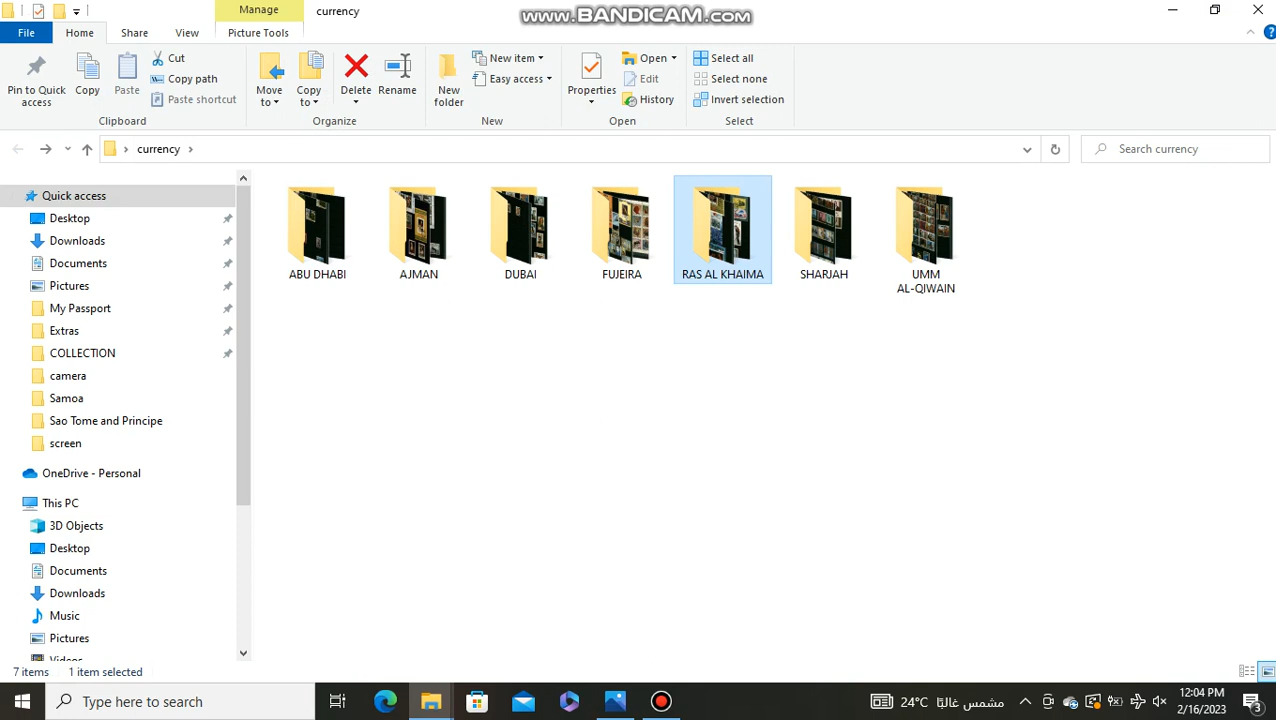 Manage
currency
www.BANDICAM.com
File
Home
Share
View
Picture Tools
Pin to Quick access
Copy
Paste
Cut
Copy path
Paste shortcut
Clipboard
Move to
Copy to
Delete
Rename
Organize
New folder
New item
Easy access
New
Properties
Open
Edit
History
Open
Select all
Select none
Invert selection
Select
currency
Search currency
Quick access
Desktop
Downloads
Documents
Pictures
My Passport
Extras
COLLECTION
camera
Samoa
Sao Tome and Principe
screen
OneDrive - Personal
This PC
3D Objects
Desktop
Documents
Downloads
Music
Pictures
Videos
ABU DHABI
AJMAN
DUBAI
FUJEIRA
RAS AL KHAIMA
SHARJAH
UMM
AL-QIWAIN
7 items
1 item selected
Type here to search
24°C
مشمس غالبًا
12:04 PM
2/16/2023
3